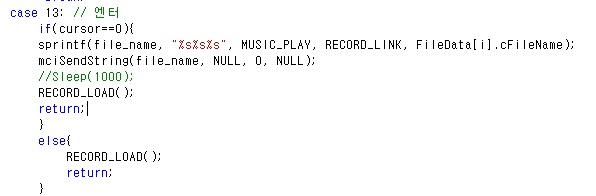 case 13: // 엔터
if(cursor==0){
sprintf(file_name, "%s%s%s", MUSIC_PLAY, RECORD_LINK, FileData[i].cFileName);
mciSendString(file_name, NULL, 0, NULL);
//Sleep(1000);
RECORD_LOAD();
return;
}
else{
RECORD_LOAD();
return;
}